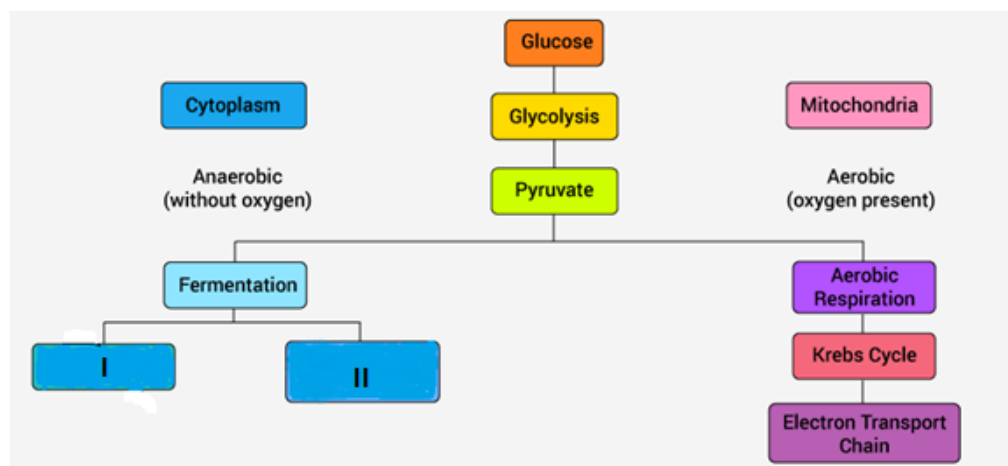 Glucose
Cytoplasm
Glycolysis
Mitochondria
Anaerobic
(without oxygen)
Pyruvate
Aerobic
(oxygen present)
Fermentation
Aerobic
Respiration
I
II
Krebs Cycle
Electron Transport
Chain